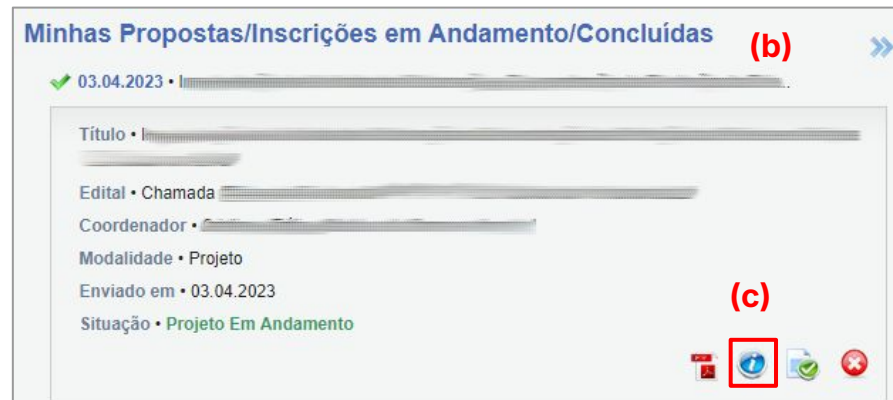 Minhas Propostas/Inscrições em Andamento/Concluídas
(b)
03.04.2023 •
Título •
Edital • Chamada
Coordenador •
Modalidade • Projeto
Enviado em • 03.04.2023
(c)
Situação • Projeto Em Andamento